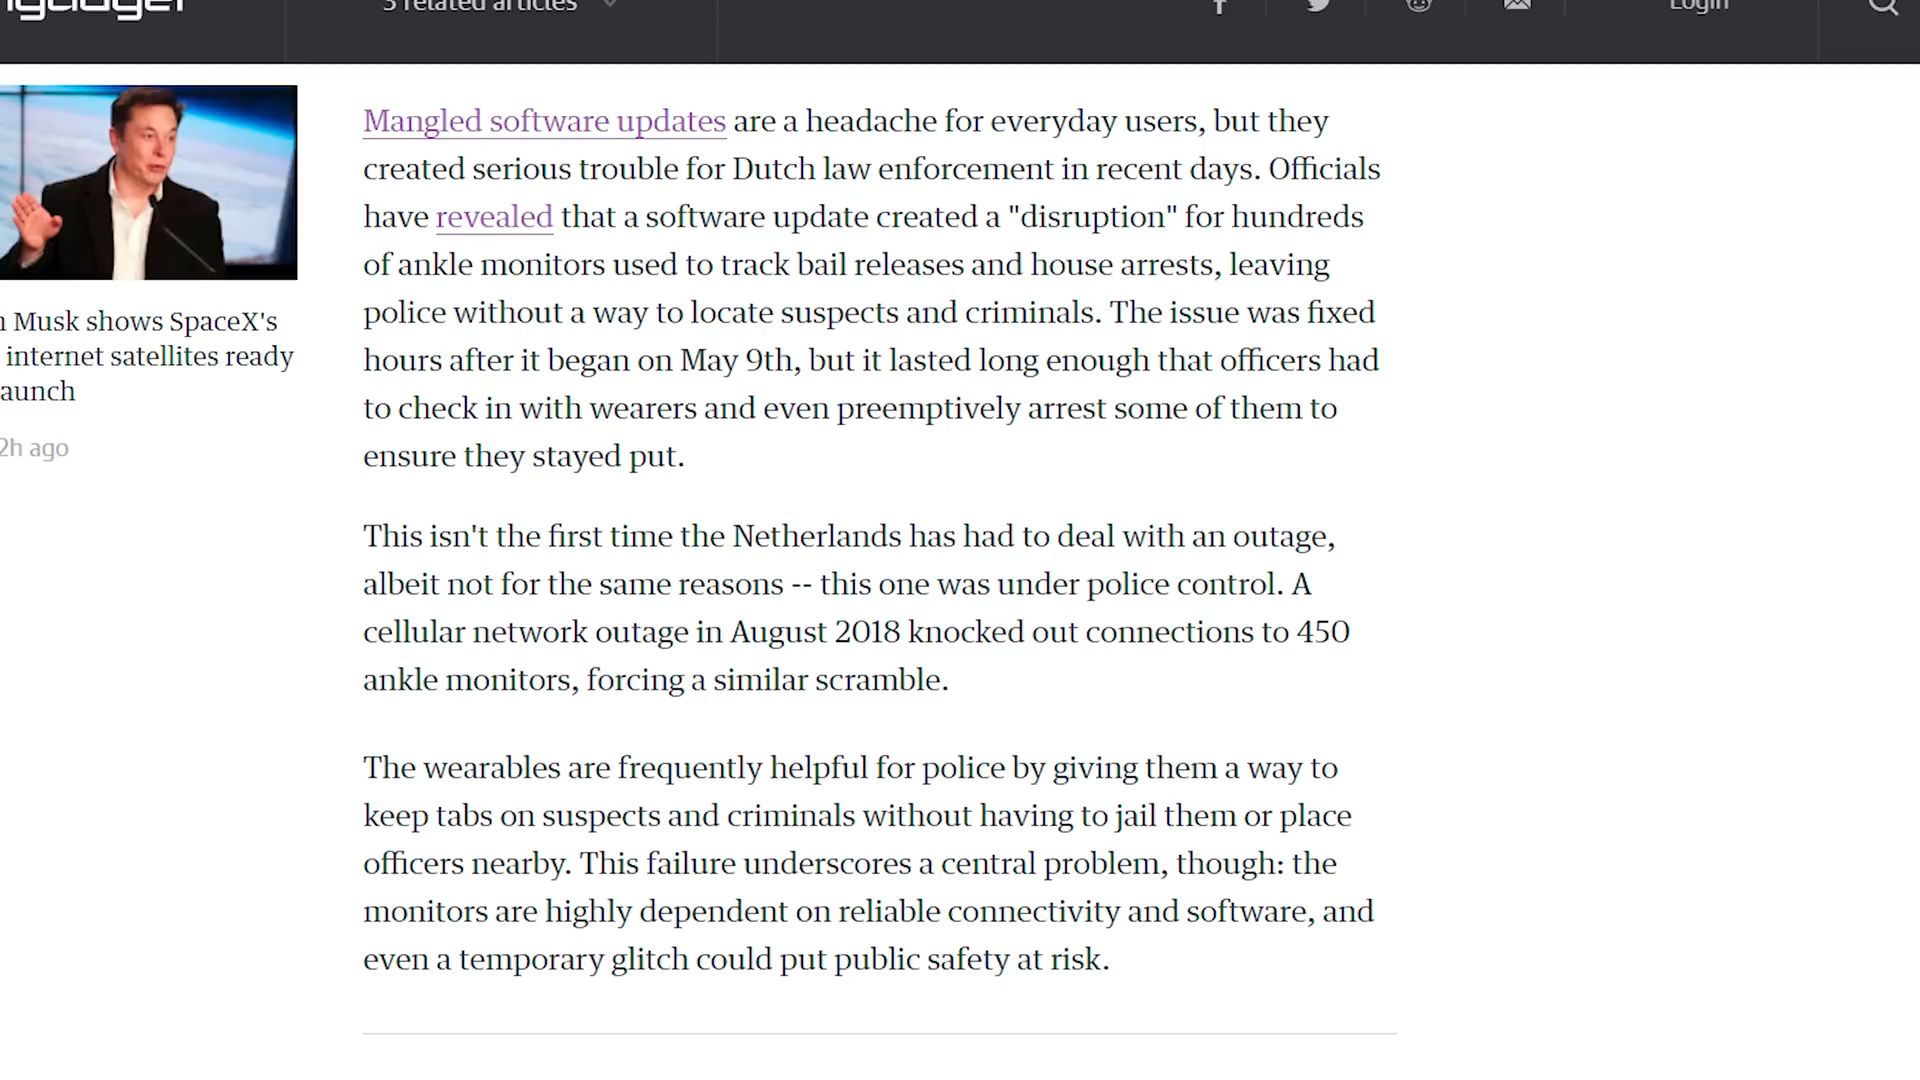 3 related articles
Login
Musk shows SpaceX's
internet satellites ready
2h ago
Mangled software updates are a headache for everyday users, but they
created serious trouble for Dutch law enforcement in recent days. Officials
have revealed that a software update created a "disruption" for hundreds
of ankle monitors used to track bail releases and house arrests, leaving
police without a way to locate suspects and criminals. The issue was fixed
hours after it began on May 9th, but it lasted long enough that officers had
to check in with wearers and even preemptively arrest some of them to
ensure they stayed put.
This isn't the first time the Netherlands has had to deal with an outage,
albeit not for the same reasons -- this one was under police control. A
cellular network outage in August 2018 knocked out connections to 450
ankle monitors, forcing a similar scramble.
The wearables are frequently helpful for police by giving them a way to
keep tabs on suspects and criminals without having to jail them or place
officers nearby. This failure underscores a central problem, though: the
monitors are highly dependent on reliable connectivity and software, and
even a temporary glitch could put public safety at risk.